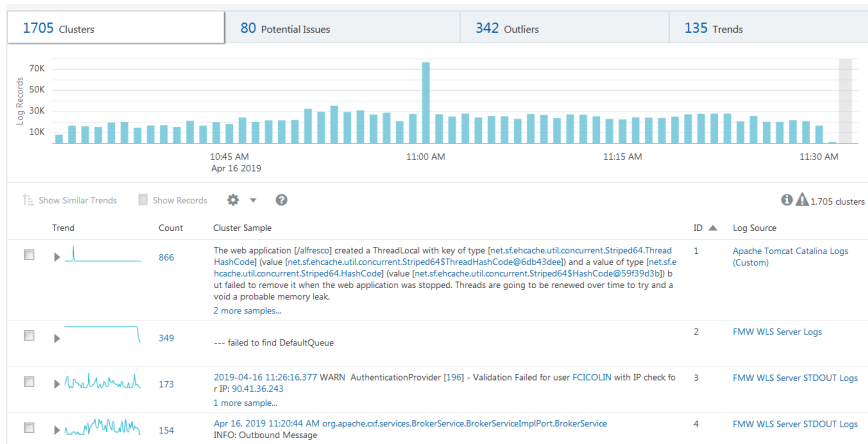 1705 Clusters
80 Potential Issues
342 Outliers
135 Trends
Log Records
70K
50K
30K
10K
10:45 AM
Apr 16 2019
11:00 AM
11:15 AM
11:30 AM
Show Similar Trends
Show Records
1,705 clusters
Trend
Count
Cluster Sample
ID
Log Source
866
The web application [/alfresco] created a ThreadLocal with key of type [net.sf.ehcache.util.concurrent.Striped64.Thread
HashCode] (value [net.sf.ehcache.util.concurrent.Striped64$ThreadHashCode@6db43dee]) and a value of type [net.sf.e
hcache.util.concurrent.Striped64.HashCode] (value [net.sf.ehcache.util.concurrent.Striped64$HashCode@59f39d3b]) b
ut failed to remove it when the web application was stopped. Threads are going to be renewed over time to try and a
void a probable memory leak.
2 more samples...
1
Apache Tomcat Catalina Logs
(Custom)
349
--- failed to find DefaultQueue
2
FMW WLS Server Logs
173
2019-04-16 11:26:16,377 WARN AuthenticationProvider [196] - Validation Failed for user FCICOLIN with IP check fo
r IP: 90.41.36.243
1 more sample...
3
FMW WLS Server STDOUT Logs
154
Apr 16, 2019 11:20:44 AM org.apache.cxf.services.BrokerService.BrokerServiceImplPort.BrokerService
INFO: Outbound Message
4
FMW WLS Server STDOUT Logs